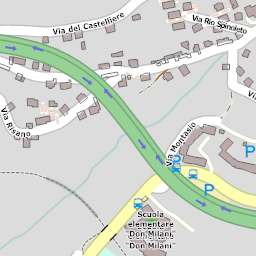 Via del Castelliere
Via Rio Spinoleto
Via Risano
Via Montasio
P
P
Scuola
elementare
Don Milani
Don Milani